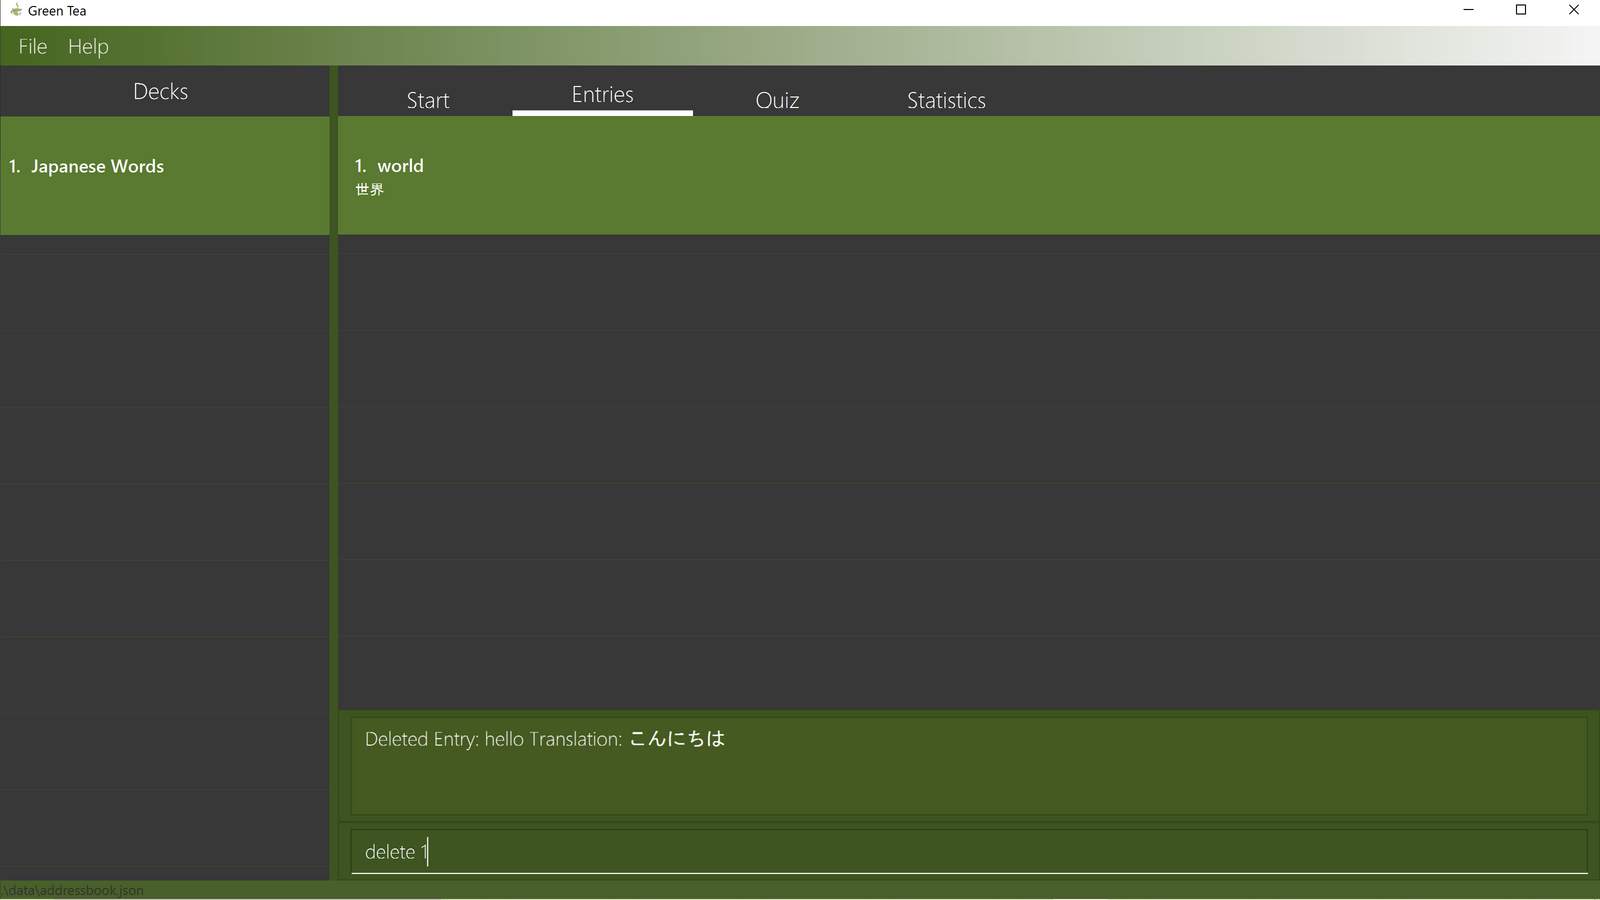 Green Tea
File Help
Decks
Start Entries Quiz Statistics
1. Japanese Words
1. world
世界
Deleted Entry: hello Translation: こんにちは
delete 1
.\data\addressbook.json